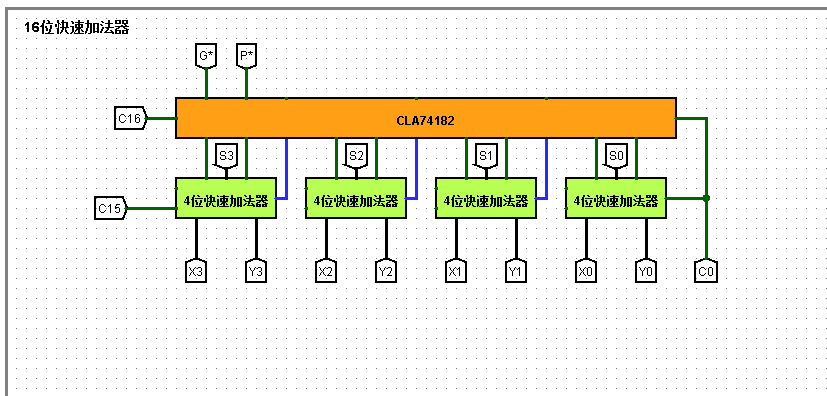 16位快速加法器
G* P*
C16 CLA74182
S3 S2 S1 S0
C15 4位快速加法器 4位快速加法器 4位快速加法器 4位快速加法器
X3 Y3 X2 Y2 X1 Y1 X0 Y0 C0